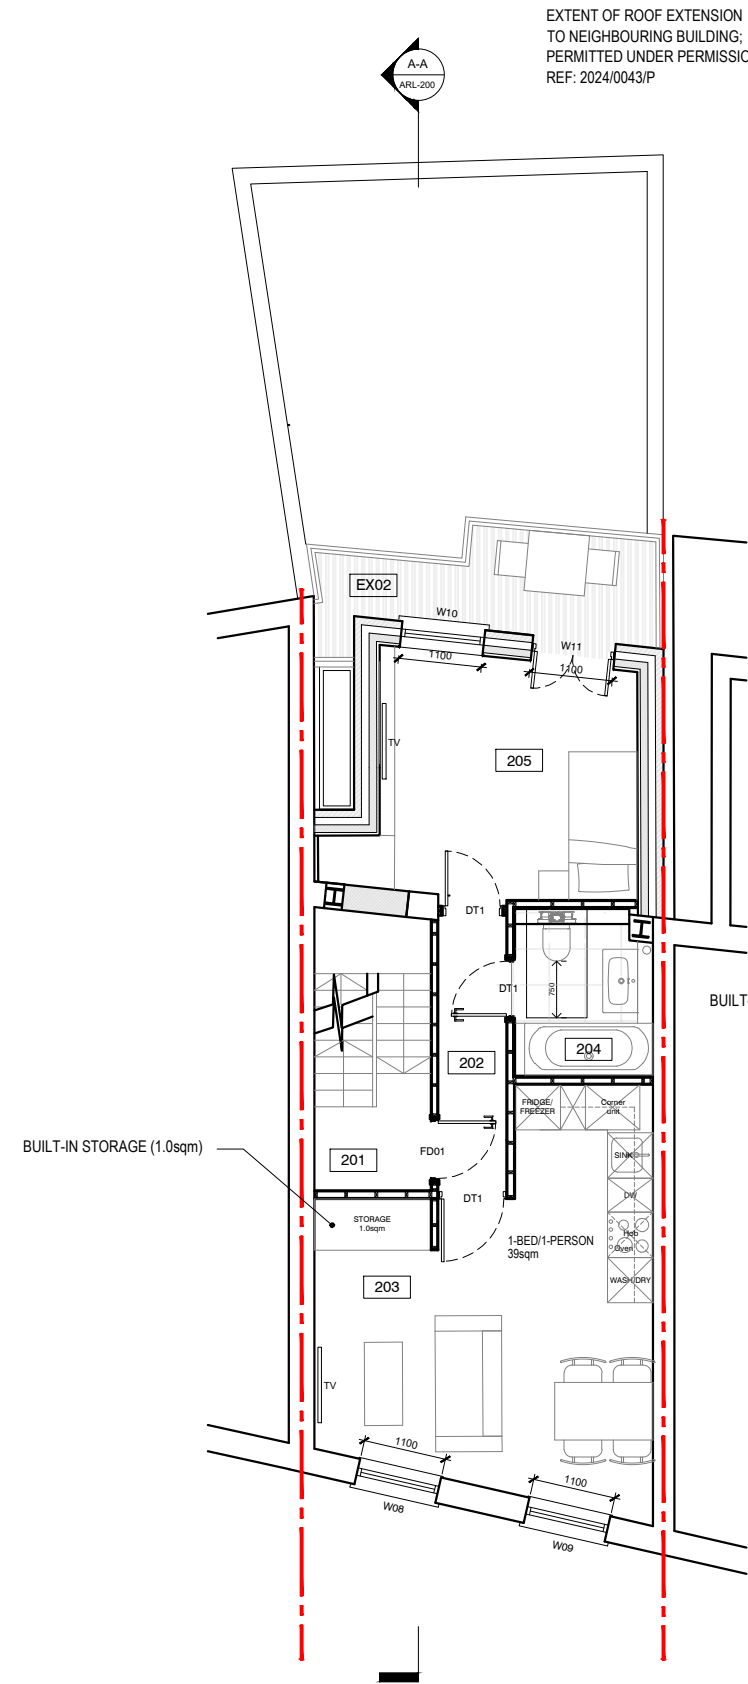 EXTENT OF ROOF EXTENSION
TO NEIGHBOURING BUILDING;
PERMITTED UNDER PERMISSIO
REF: 2024/0043/P
A-A
ARL-200
EX02
W10
1100
W11
1100
TV
205
DT1
DT1
750
BUILT-
204
202
FRIDGE/
FREEZER
Corner
unit
BUILT-IN STORAGE (1.0sqm)
201
FD01
SINK
DT1
DW
STORAGE
1.0sqm
1-BED/1-PERSON
39sqm
Hob
Oven
WASH/DRY
203
TV
1100
1100
W08
W09